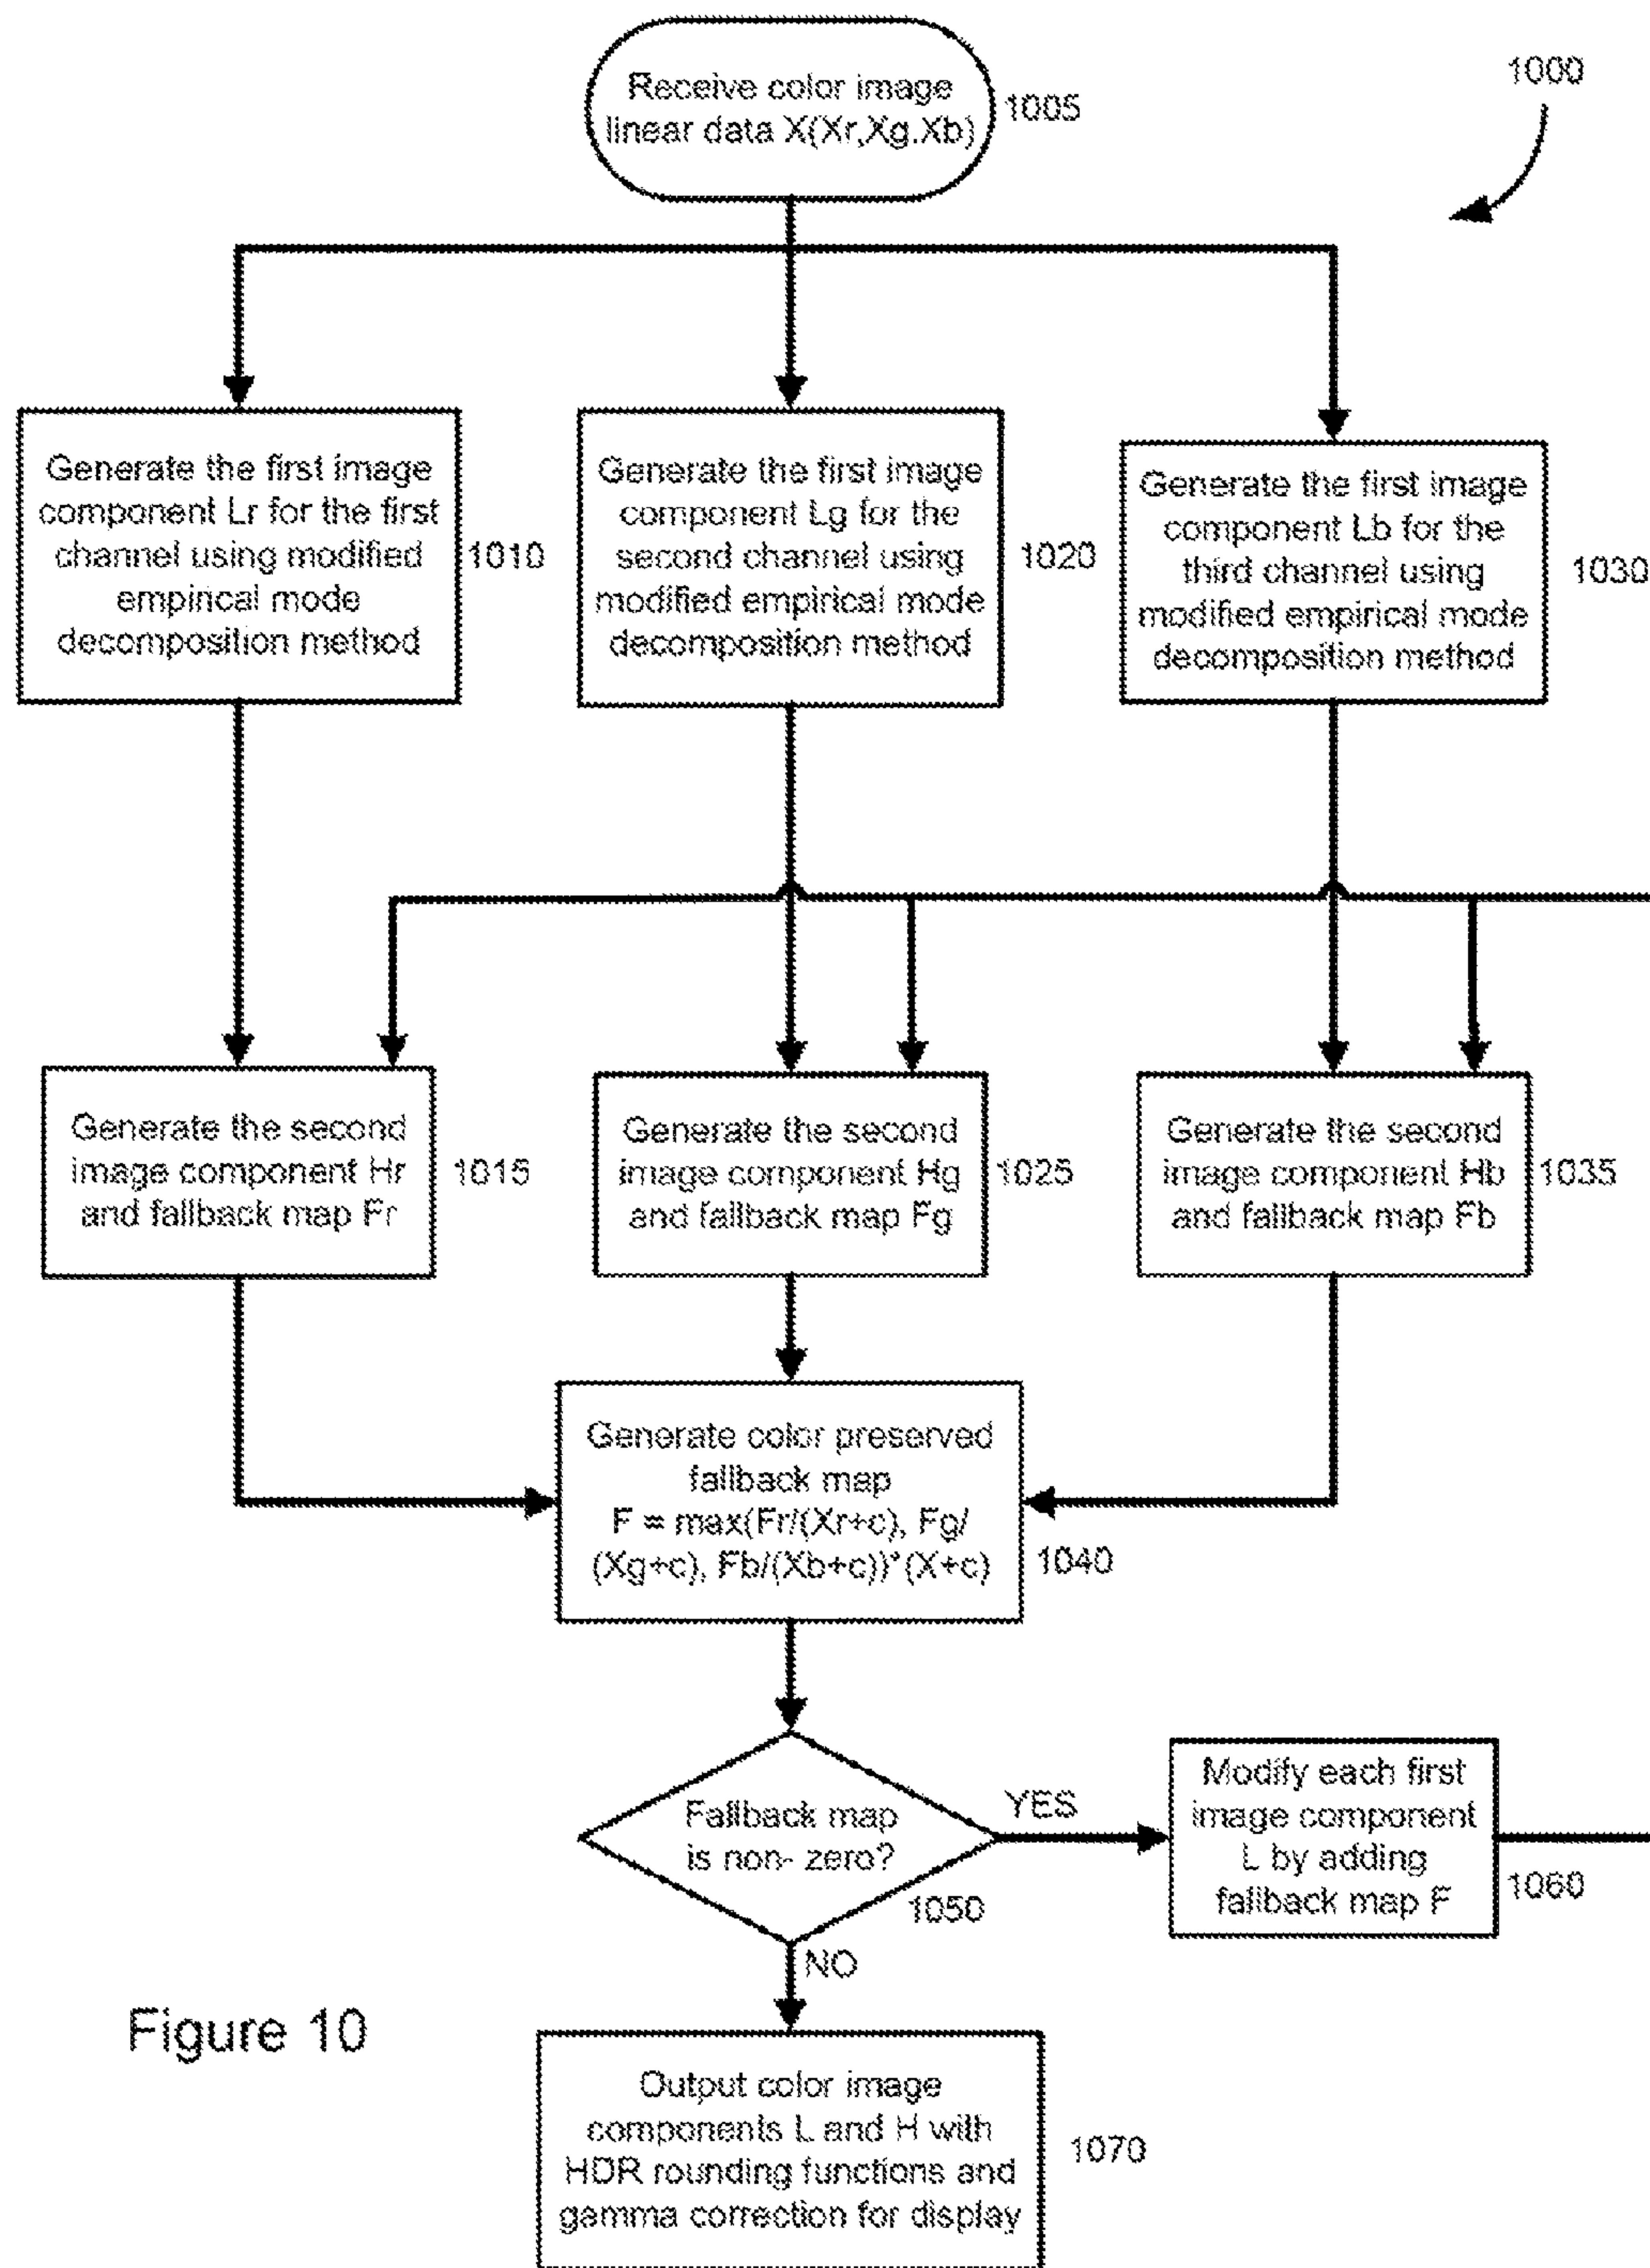 Receive color image
linear data X(Xr,Xg.Xb)
1005
1000
Generate the first image
component Lr for the first
channel using modified
empirical mode
decomposition method
1010
Generate the first image
component Lg for the
second channel using
modified empirical mode
decomposition method
1020
Generate the first image
component Lb for the
third channel using
modified empirical mode
decomposition method
1030
Generate the second
image component Hr
and fallback map Fr
1015
Generate the second
image component Hg
and fallback map Fg
1025
Generate the second
image component Hb
and fallback map Fb
1035
Generate color preserved
fallback map
F = max(Fr/(Xr+c), Fg/
(Xg+c), Fb/(Xb+c))*(X+c)
1040
Fallback map
is non- zero?
1050
YES
Modify each first
image component
L by adding
fallback map F
1060
NO
Figure 10
Output color image
components L and H with
HDR rounding functions and
gamma correction for display
1070